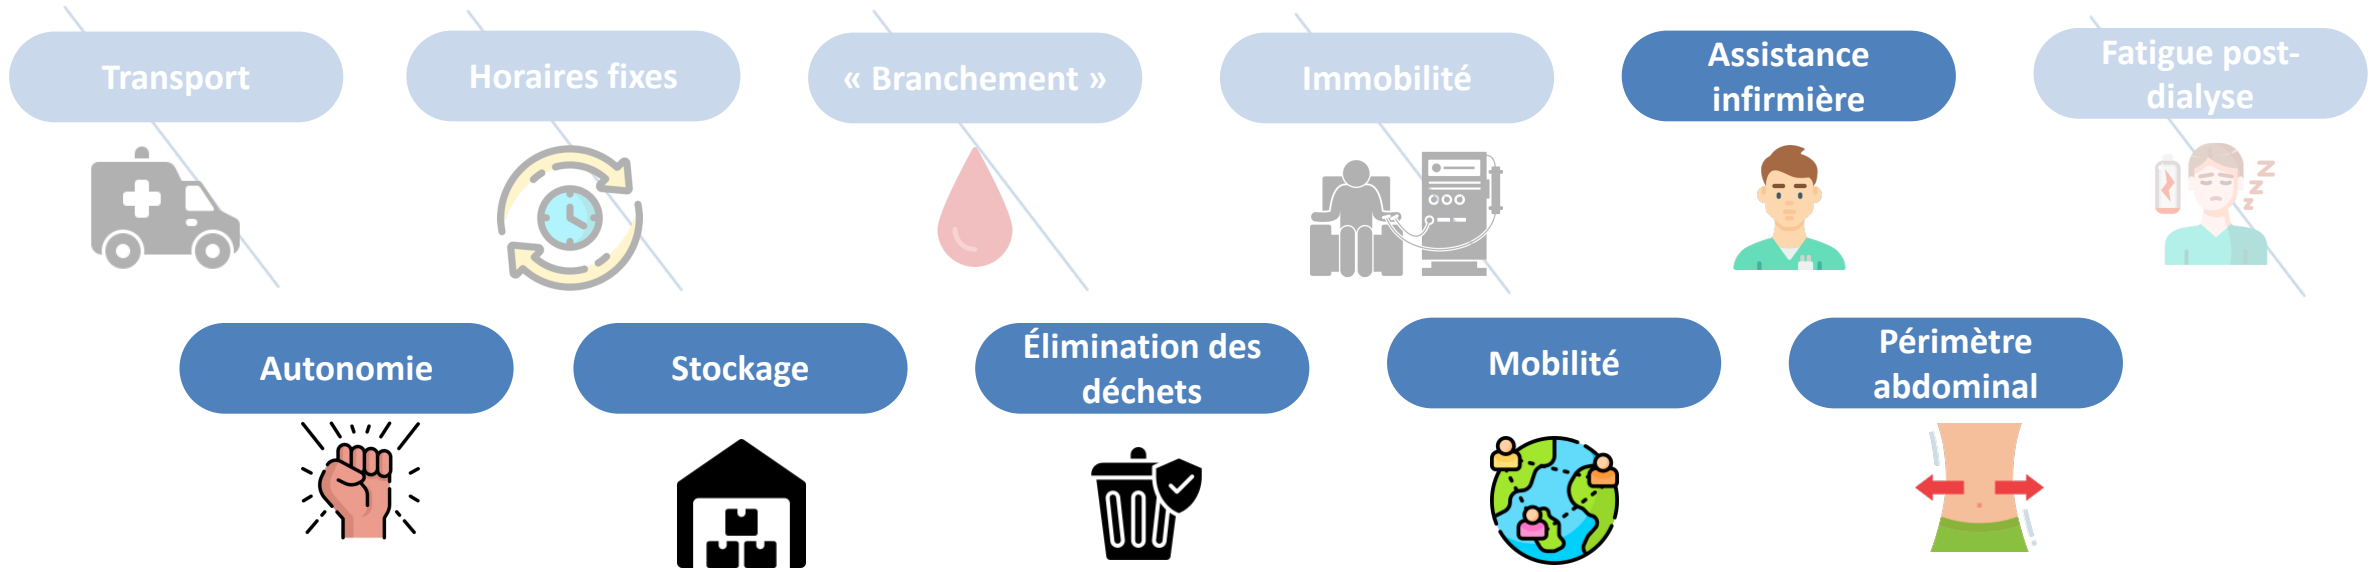 Transport
Horaires fixes
« Branchement »
Immobilité
Assistance
infirmière
Fatigue post-
dialyse
Autonomie
Stockage
Élimination des
déchets
Mobilité
Périmètre
abdominal